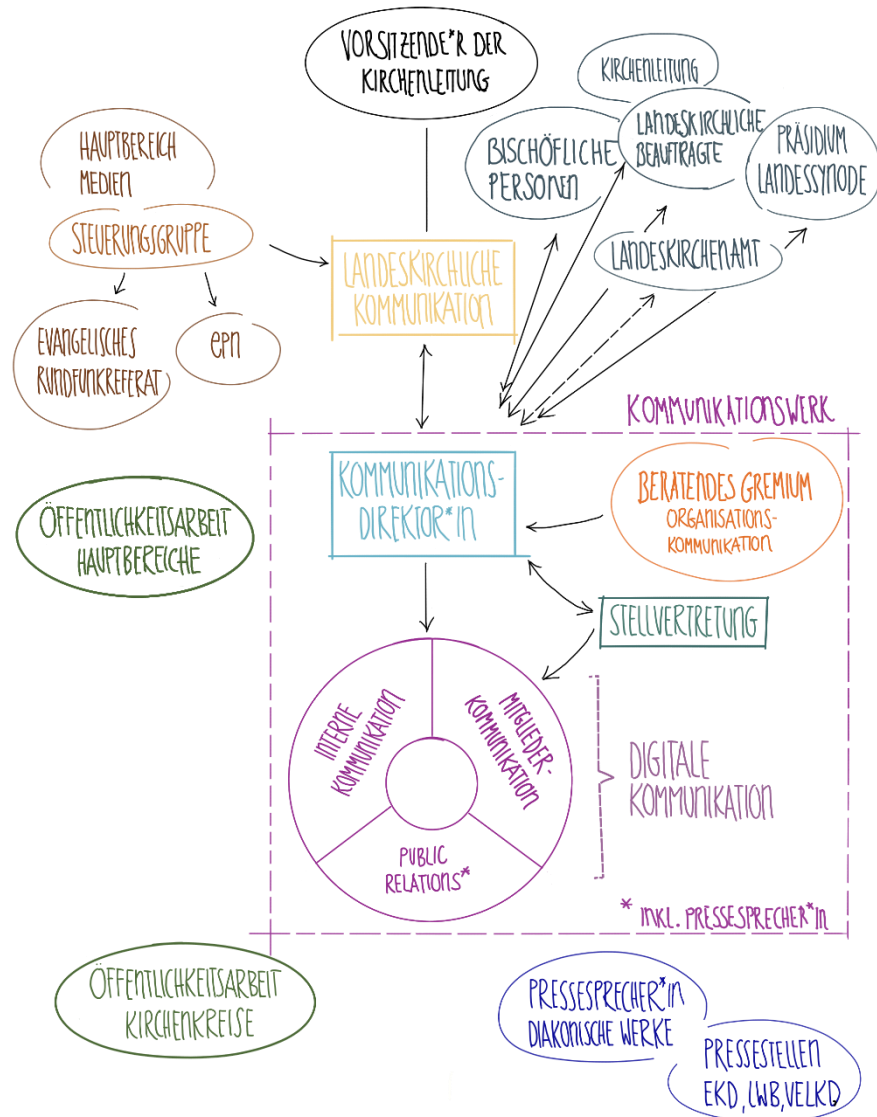 VORSITZENDE*R DER
KIRCHENLEITUNG
KIRCHENLEITUNG
LANDESKIRCHLICHE
BEAUFTRAGTE
BISCHÖFLICHE
PERSONEN
PRÄSIDIUM
LANDESSYNODE
LANDESKIRCHENAMT
HAUPTBEREICH
MEDIEN
STEUERUNGSGRUPPE
EVANGELISCHES
RUNDFUNKREFERAT
epn
LANDESKIRCHLICHE
KOMMUNIKATION
KOMMUNIKATIONSWERK
KOMMUNIKATIONS-
DIREKTOR*IN
BERATENDES GREMIUM
ORGANISATIONS-
KOMMUNIKATION
ÖFFENTLICHKEITSARBEIT
HAUPTBEREICHE
STELLVERTRETUNG
INTERNE
KOMMUNIKATION
MITGLIEDER-
KOMMUNIKATION
PUBLIC
RELATIONS*
DIGITALE
KOMMUNIKATION
* INKL. PRESSESPRECHER*IN
ÖFFENTLICHKEITSARBEIT
KIRCHENKREISE
PRESSESPRECHER*IN
DIAKONISCHE WERKE
PRESSESTELLEN
EKD, LWB, VELKD